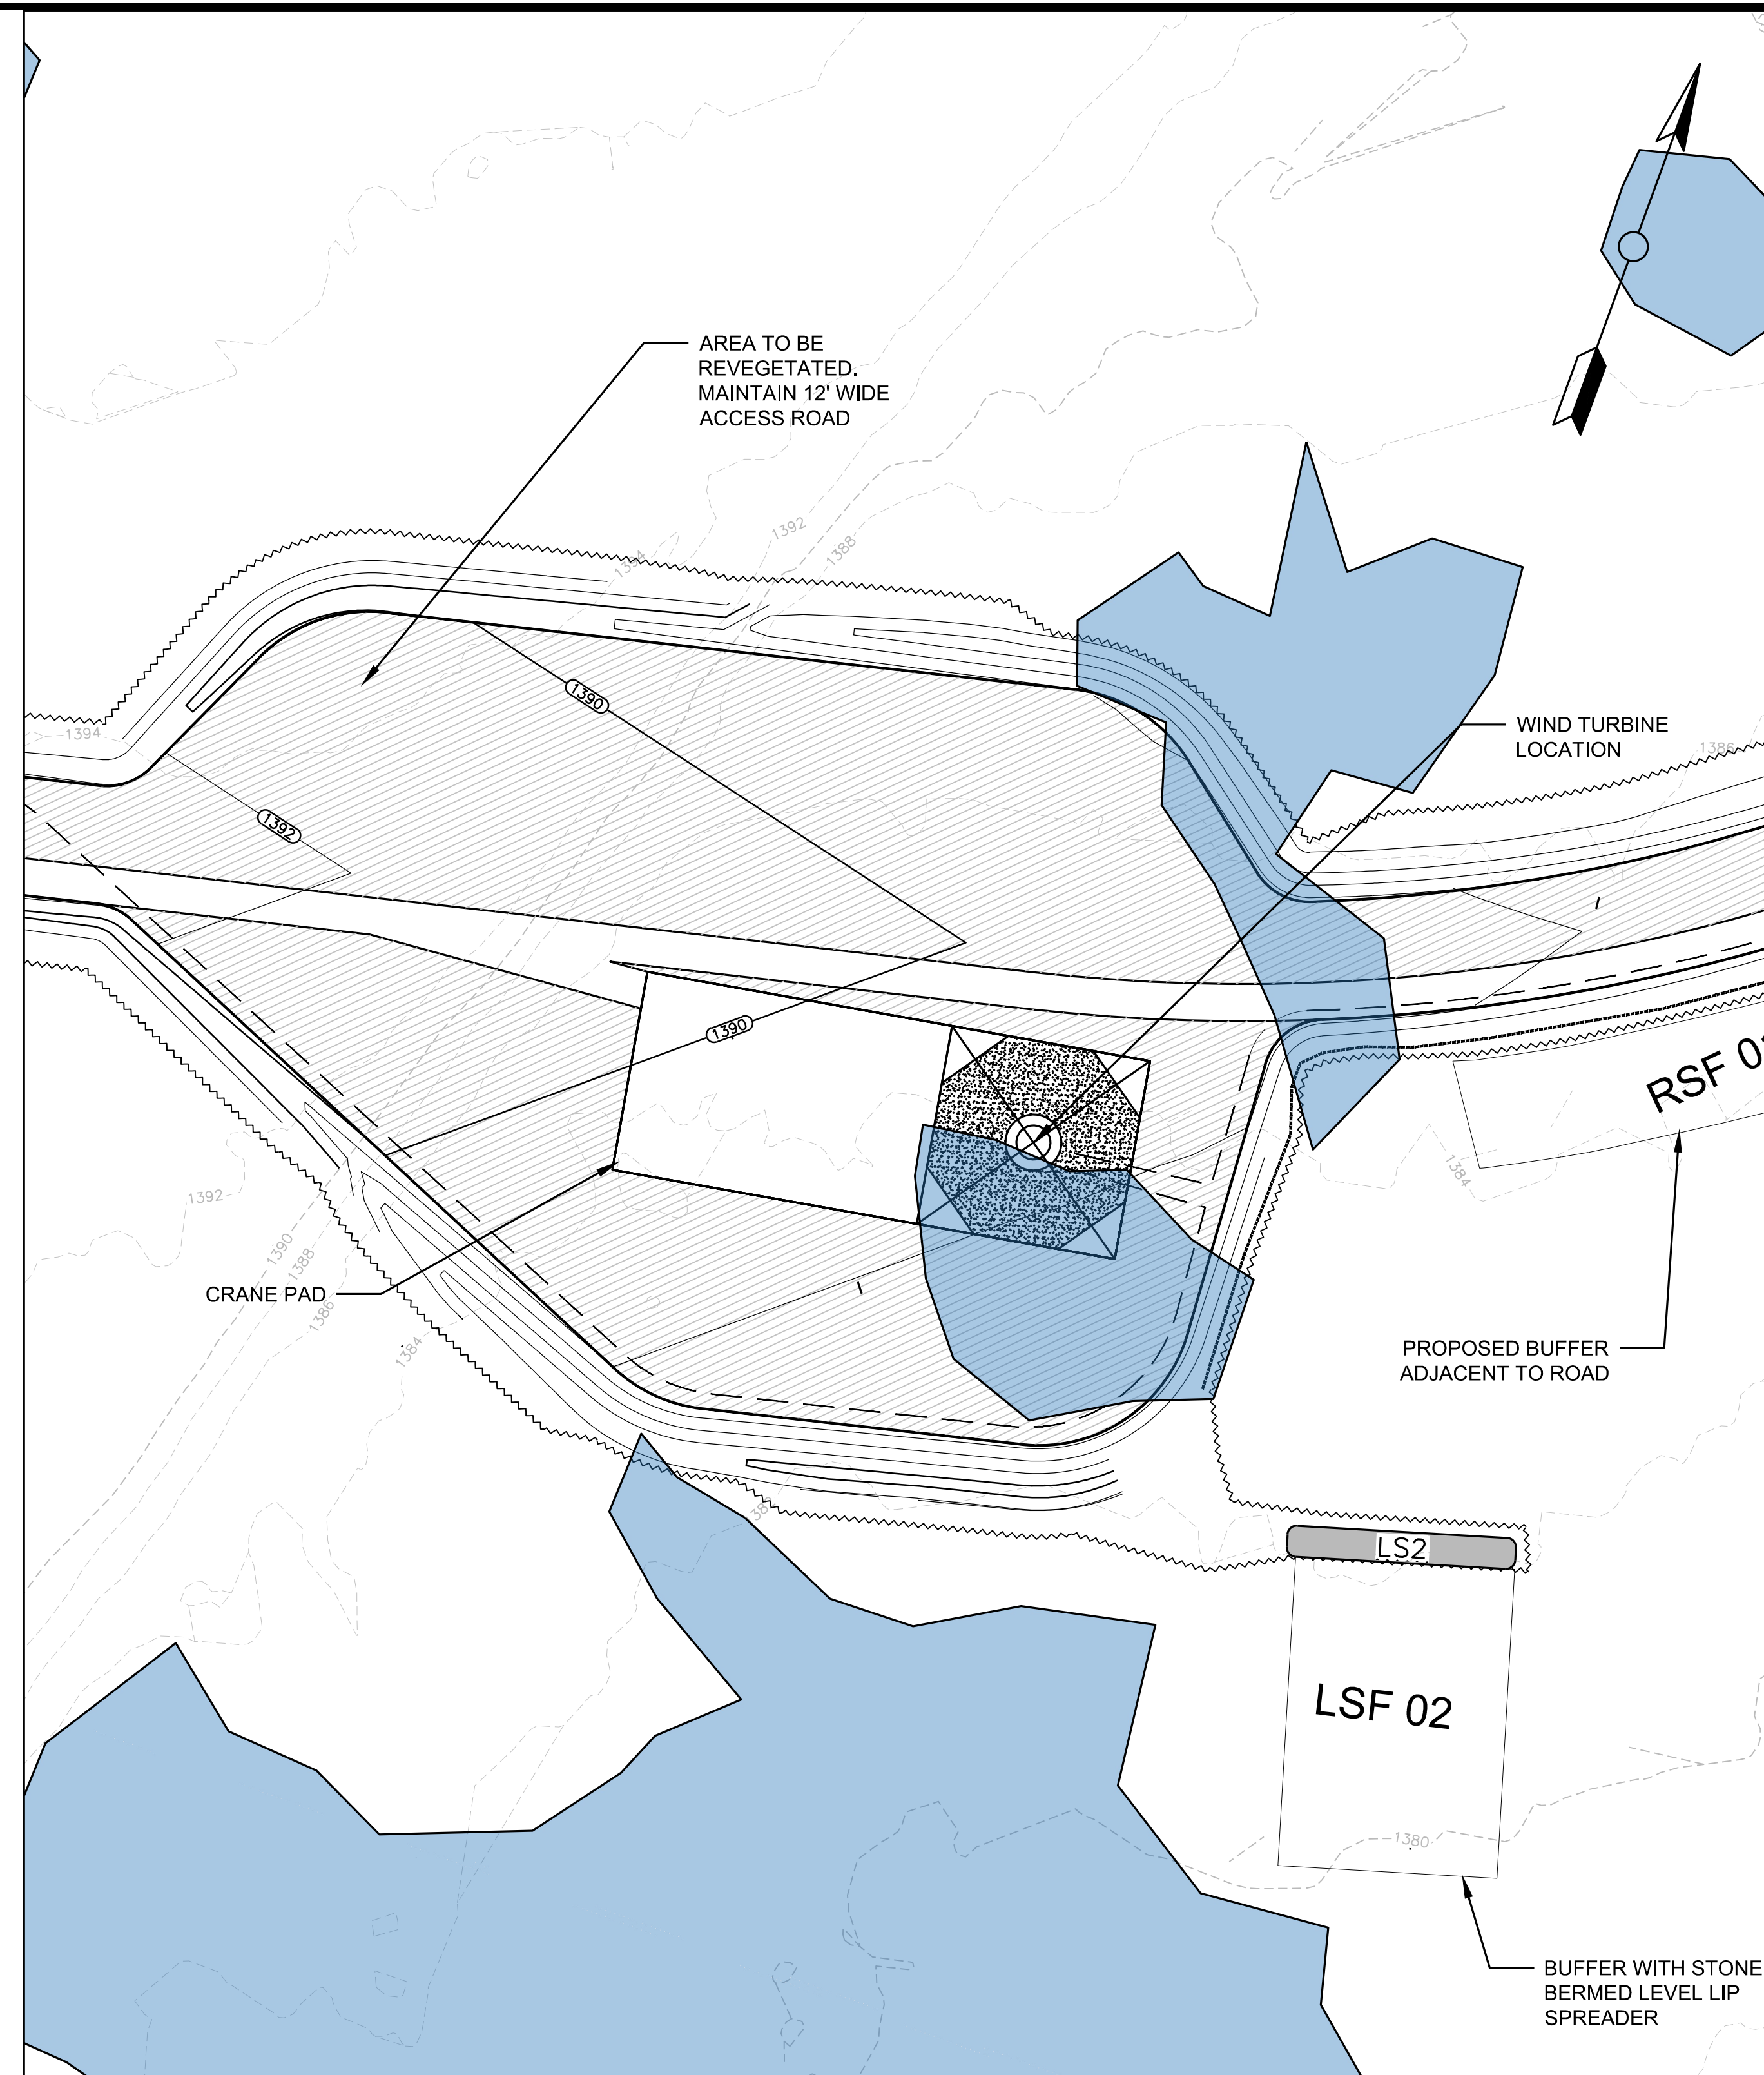 AREA TO BE
REVEGETATED.
MAINTAIN 12' WIDE
ACCESS ROAD
1392
1394
1388
1390
WIND TURBINE
LOCATION
1394
1386
1392
1390
RSF
1384
1392
1390
1388
CRANE PAD
1386
1384
PROPOSED BUFFER
ADJACENT TO ROAD
LS2
LSF 02
1380
BUFFER WITH STONE
BERMED LEVEL LIP
SPREADER